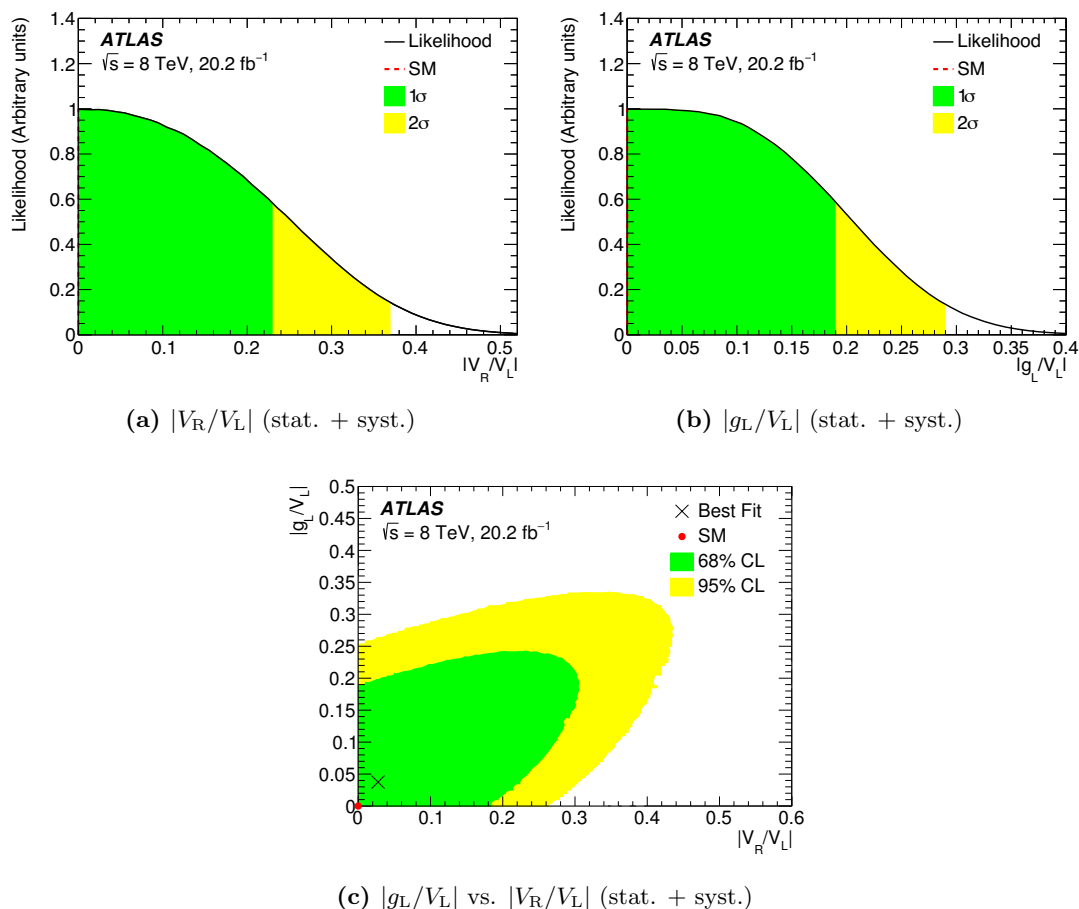 Likelihood (Arbitrary units)
1.4
1.2
1
0.8
0.6
0.4
0.2
0
ATLAS
√s = 8 TeV, 20.2 fb⁻¹
Likelihood
SM
1σ
2σ
0 0.1 0.2 0.3 0.4 0.5
|V_R/V_L|
(a) |V_R/V_L| (stat. + syst.)
Likelihood (Arbitrary units)
1.4
1.2
1
0.8
0.6
0.4
0.2
0
ATLAS
√s = 8 TeV, 20.2 fb⁻¹
Likelihood
SM
1σ
2σ
0 0.05 0.1 0.15 0.2 0.25 0.3 0.35 0.4
|g_L/V_L|
(b) |g_L/V_L| (stat. + syst.)
|g_L/V_L|
0.5
0.45
0.4
0.35
0.3
0.25
0.2
0.15
0.1
0.05
0
ATLAS
√s = 8 TeV, 20.2 fb⁻¹
Best Fit
SM
68% CL
95% CL
0 0.1 0.2 0.3 0.4 0.5 0.6
|V_R/V_L|
(c) |g_L/V_L| vs. |V_R/V_L| (stat. + syst.)